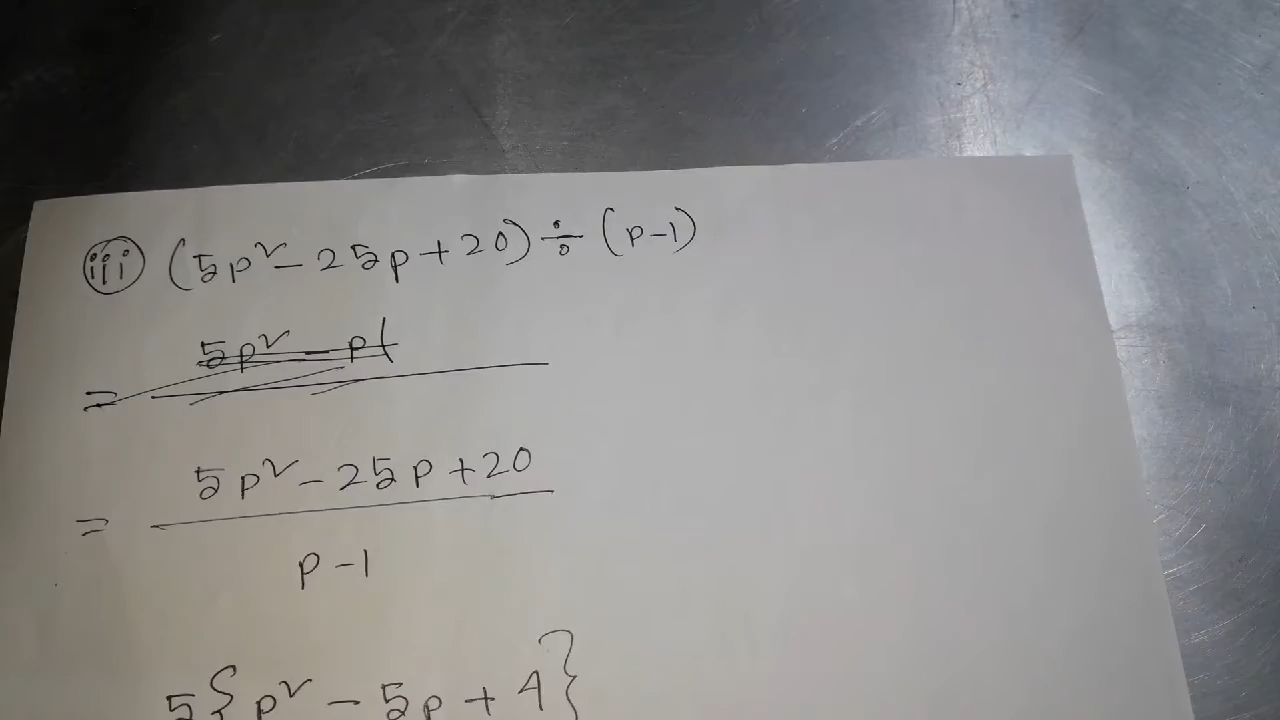 (iii) (5p² - 25p + 20) ÷ (p-1)
= 5p² - p(
= 5p² - 25p + 20
p - 1
5{p² - 5p + 4}